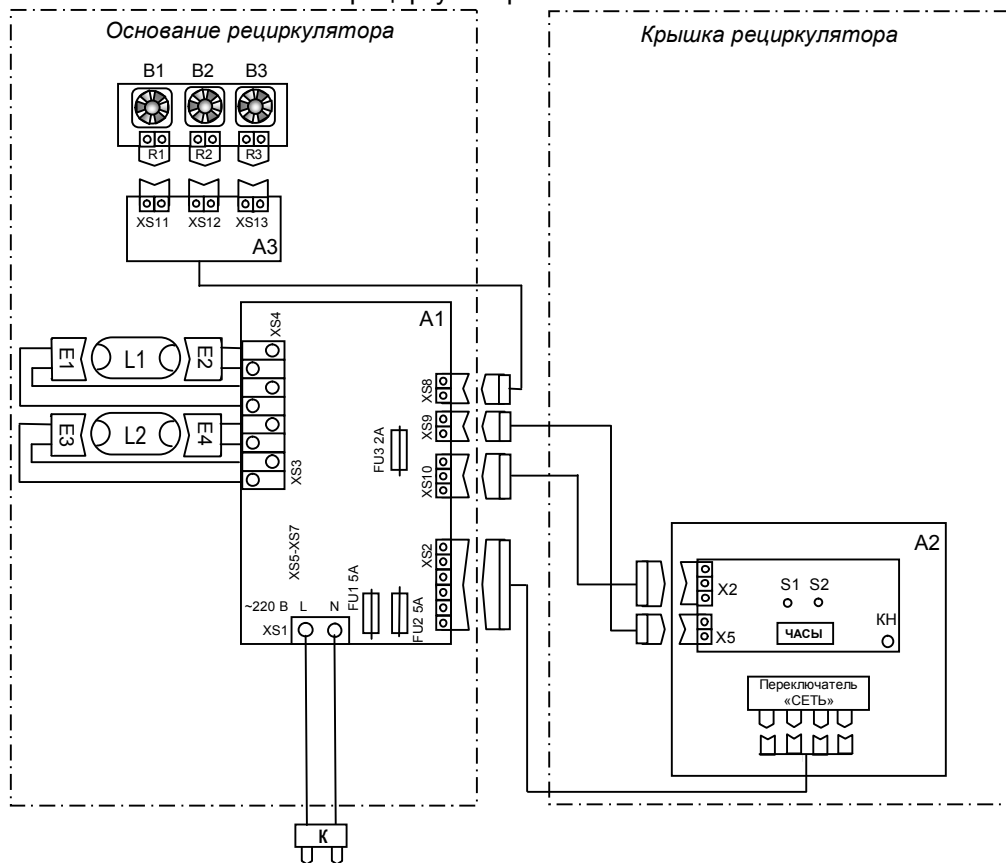 Основание рециркулятора
Крышка рециркулятора
B1 B2 B3
R1 R2 R3
XS11 XS12 XS13
A3
A1
XS4
E1 L1 E2
E3 L2 E4
XS3
XS8
XS9
FU3 2A
XS10
XS5-XS7
XS2
FU1 5A
FU2 5A
~220 В L N
XS1
К
A2
X2
S1 S2
X5
ЧАСЫ
КН
Переключатель
«СЕТЬ»